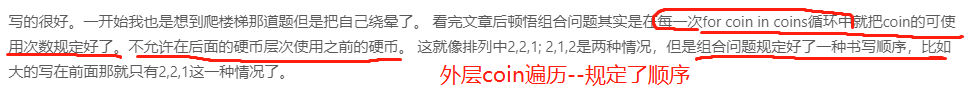 写的很好。一开始我也是想到爬楼梯那道题但是把自己绕晕了。 看完文章后顿悟组合问题其实是在每一次for coin in coins循环中就把coin的可使
用次数规定好了。不允许在后面的硬币层次使用之前的硬币。 这就像排列中2,2,1; 2,1,2是两种情况，但是组合问题规定好了一种书写顺序，比如
大的写在前面那就只有2,2,1这一种情况了。
外层coin遍历--规定了顺序